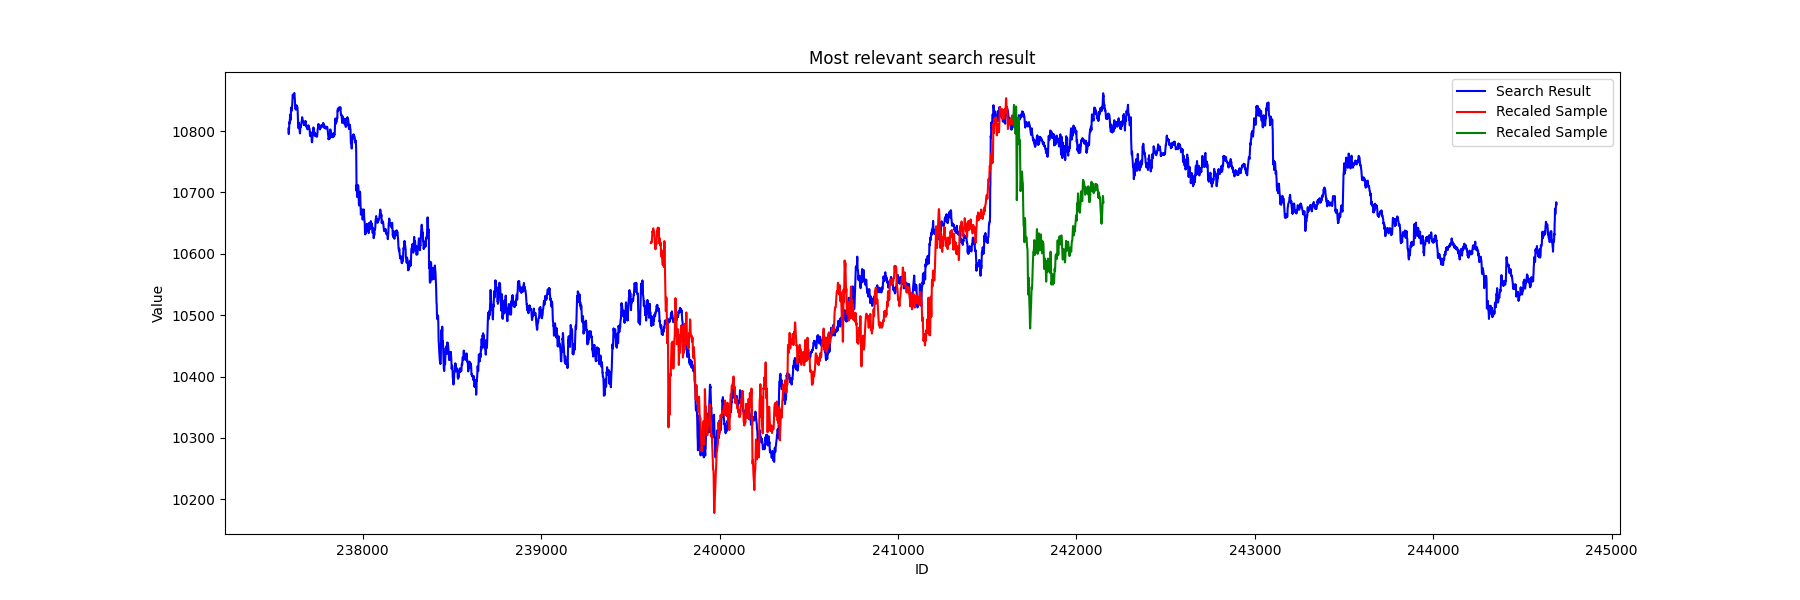 Most relevant search result
Search Result
Recaled Sample
Recaled Sample
Value
10800
10700
10600
10500
10400
10300
10200
238000 239000 240000 241000 242000 243000 244000 245000
ID